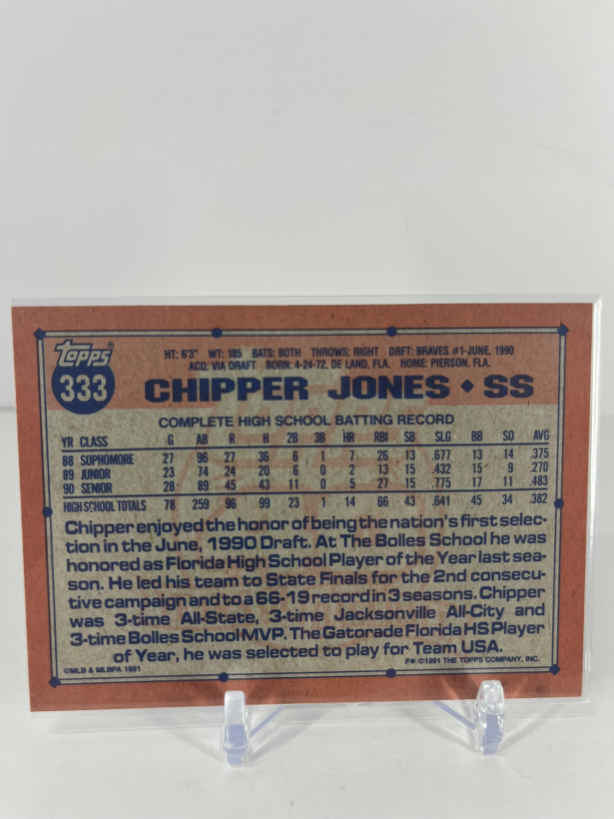 Topps
333
HT: 6'3" WT: 185 BATS: BOTH THROWS: RIGHT DRFT: BRAVES #1-JUNE, 1990
ACQ: VIA DRAFT BORN: 4-24-72, DE LAND, FLA. HOME: PIERSON, FLA.
CHIPPER JONES • SS
COMPLETE HIGH SCHOOL BATTING RECORD
YR CLASS G AB R H 2B 3B HR RBI SB SLG BB SO AVG
88 SOPHOMORE 27 96 27 36 6 1 7 26 13 .677 13 14 .375
89 JUNIOR 23 74 24 20 6 0 2 13 15 .432 15 9 .270
90 SENIOR 28 89 45 43 11 0 5 27 15 .775 17 11 .483
HIGH SCHOOL TOTALS 78 259 96 99 23 1 14 66 43 .641 45 34 .382
Chipper enjoyed the honor of being the nation's first selec-
tion in the June, 1990 Draft. At The Bolles School he was
honored as Florida High School Player of the Year last sea-
son. He led his team to State Finals for the 2nd consecu-
tive campaign and to a 66-19 record in 3 seasons. Chipper
was 3-time All-State, 3-time Jacksonville All-City and
3-time Bolles School MVP. The Gatorade Florida HS Player
of Year, he was selected to play for Team USA.
©MLB & MLBPA 1991 F* ©1991 THE TOPPS COMPANY, INC.